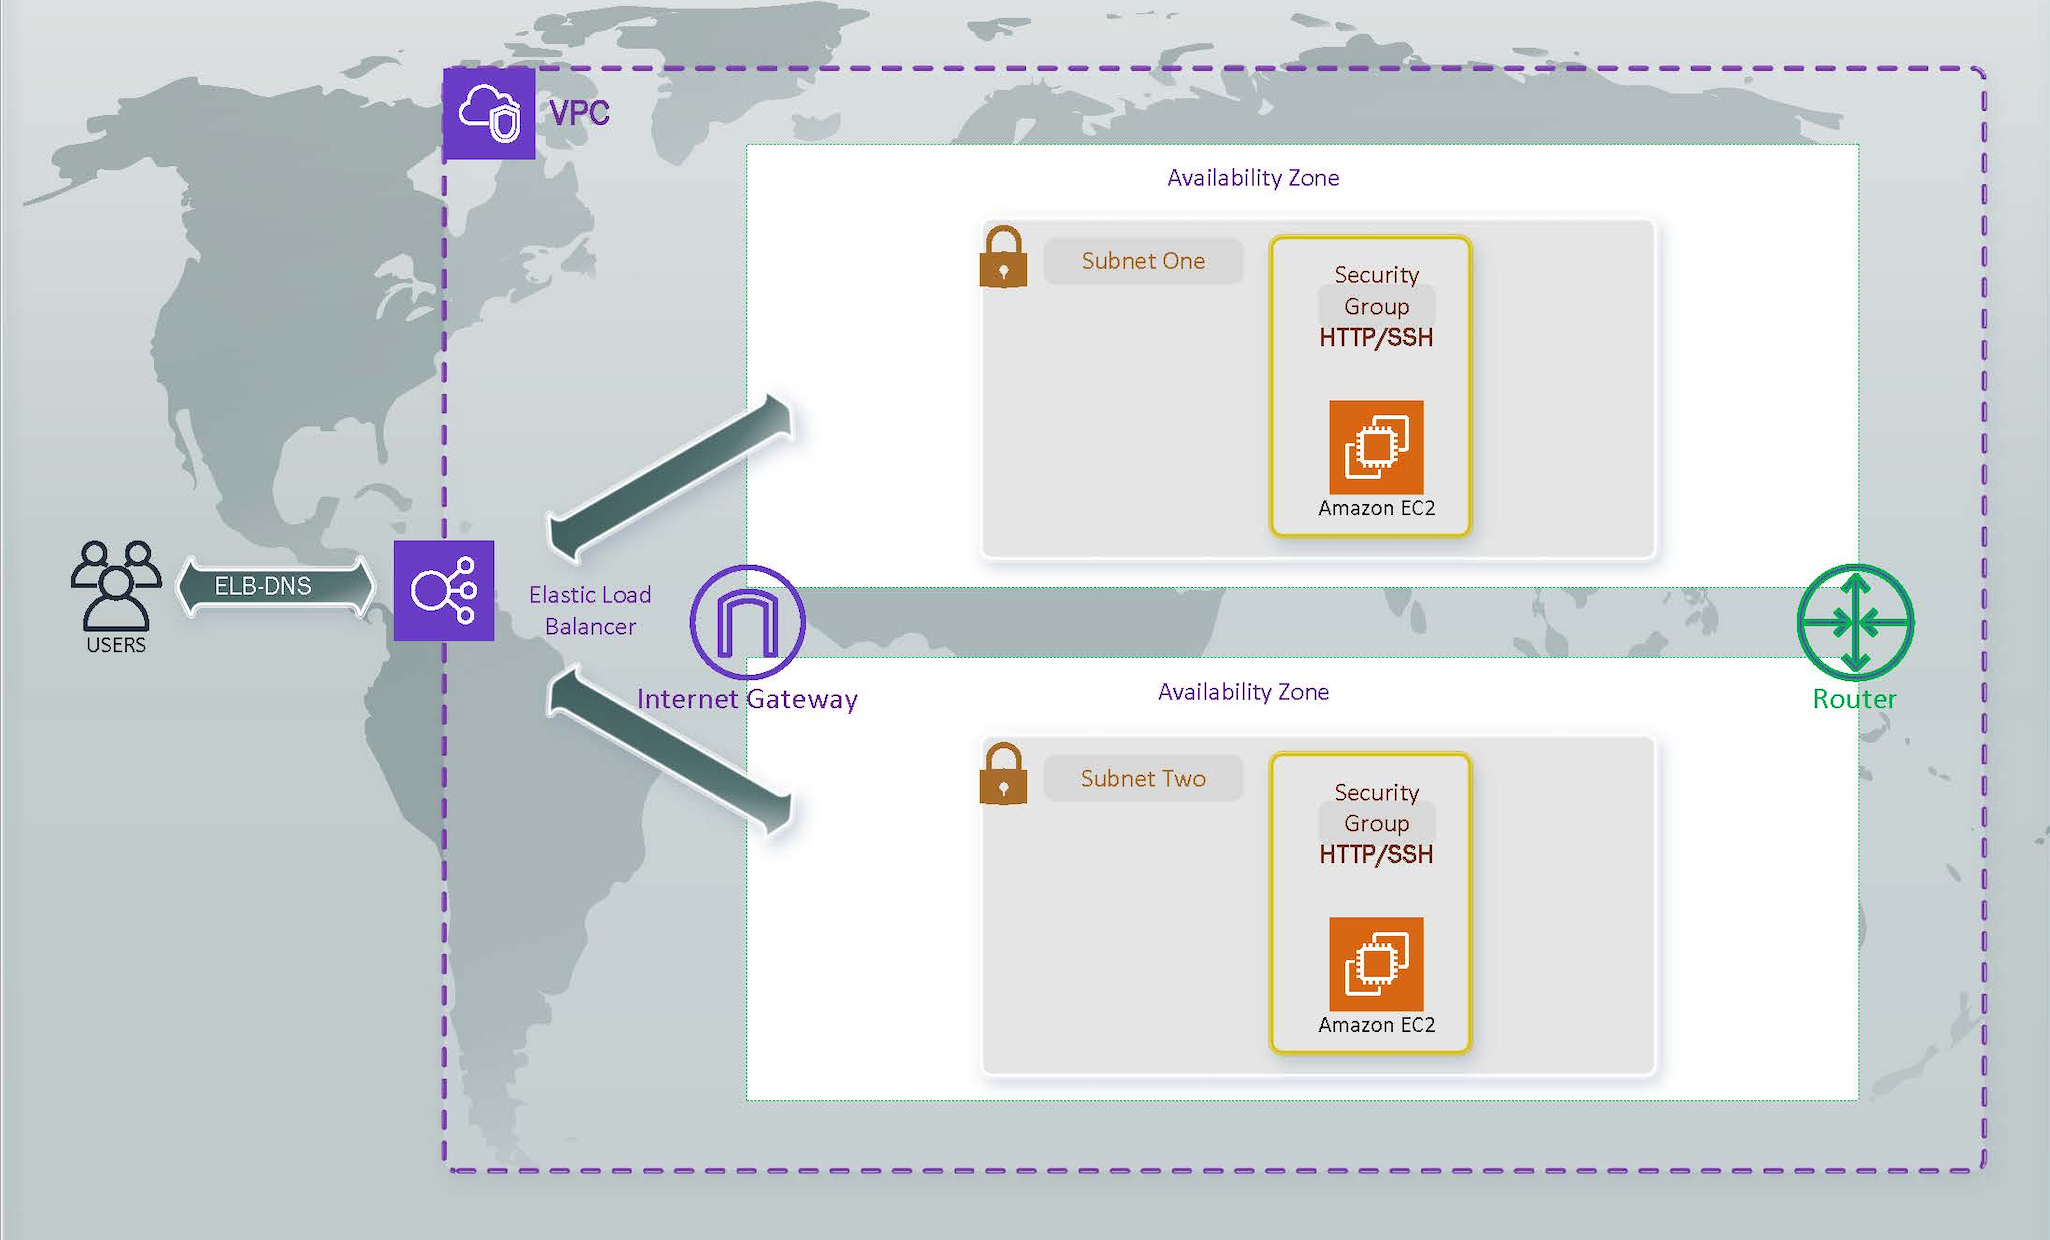 VPC
Availability Zone
Subnet One
Security
Group
HTTP/SSH
Amazon EC2
ELB-DNS
USERS
Elastic Load
Balancer
Internet Gateway
Router
Availability Zone
Subnet Two
Security
Group
HTTP/SSH
Amazon EC2